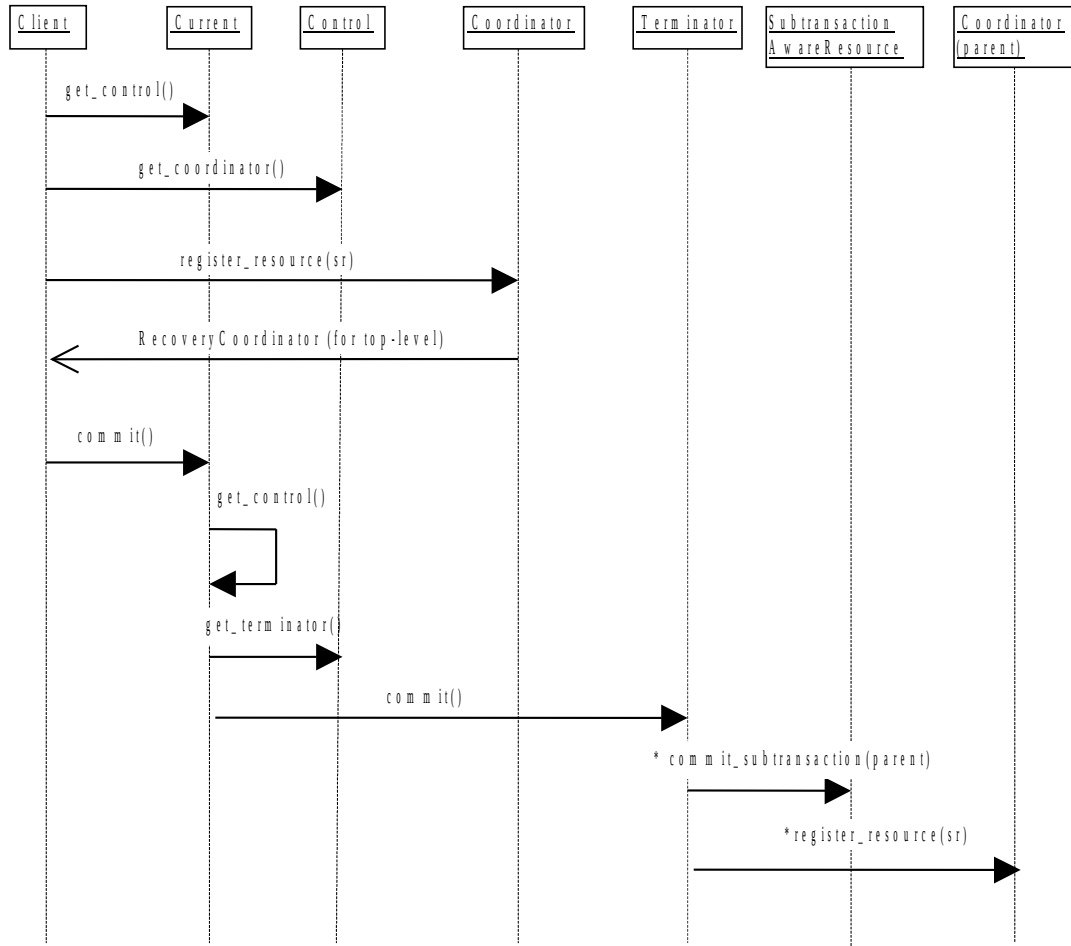 Client
Current
Control
Coordinator
Terminator
Subtransaction
AwareResource
Coordinator
(parent)
get_control()
get_coordinator()
register_resource(sr)
RecoveryCoordinator (for top-level)
commit()
get_control()
get_terminator()
commit()
* commit_subtransaction(parent)
*register_resource(sr)